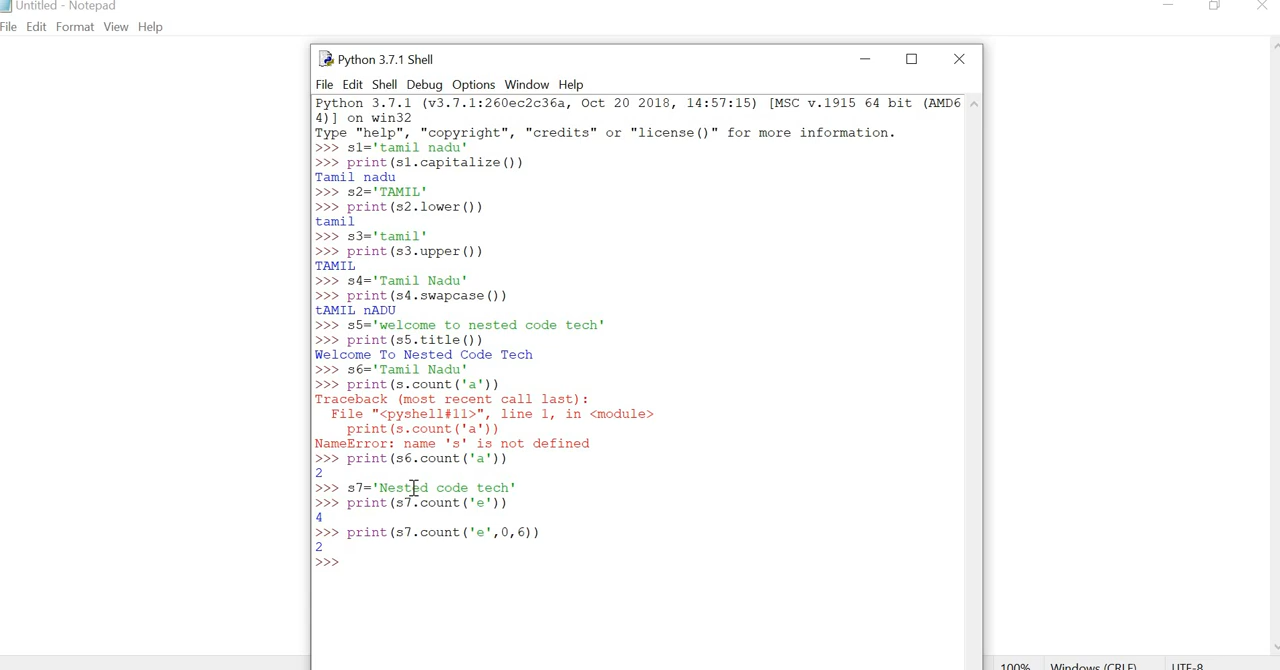 Untitled - Notepad
File Edit Format View Help
Python 3.7.1 Shell
File Edit Shell Debug Options Window Help
Python 3.7.1 (v3.7.1:260ec2c36a, Oct 20 2018, 14:57:15) [MSC v.1915 64 bit (AMD6
4)] on win32
Type "help", "copyright", "credits" or "license()" for more information.
>>> s1='tamil nadu'
>>> print(s1.capitalize())
Tamil nadu
>>> s2='TAMIL'
>>> print(s2.lower())
tamil
>>> s3='tamil'
>>> print(s3.upper())
TAMIL
>>> s4='Tamil Nadu'
>>> print(s4.swapcase())
tAMIL nADU
>>> s5='welcome to nested code tech'
>>> print(s5.title())
Welcome To Nested Code Tech
>>> s6='Tamil Nadu'
>>> print(s.count('a'))
Traceback (most recent call last):
  File "<pyshell#11>", line 1, in <module>
    print(s.count('a'))
NameError: name 's' is not defined
>>> print(s6.count('a'))
2
>>> s7='Nested code tech'
>>> print(s7.count('e'))
4
>>> print(s7.count('e',0,6))
2
>>>
100% Windows (CRLF) UTF-8